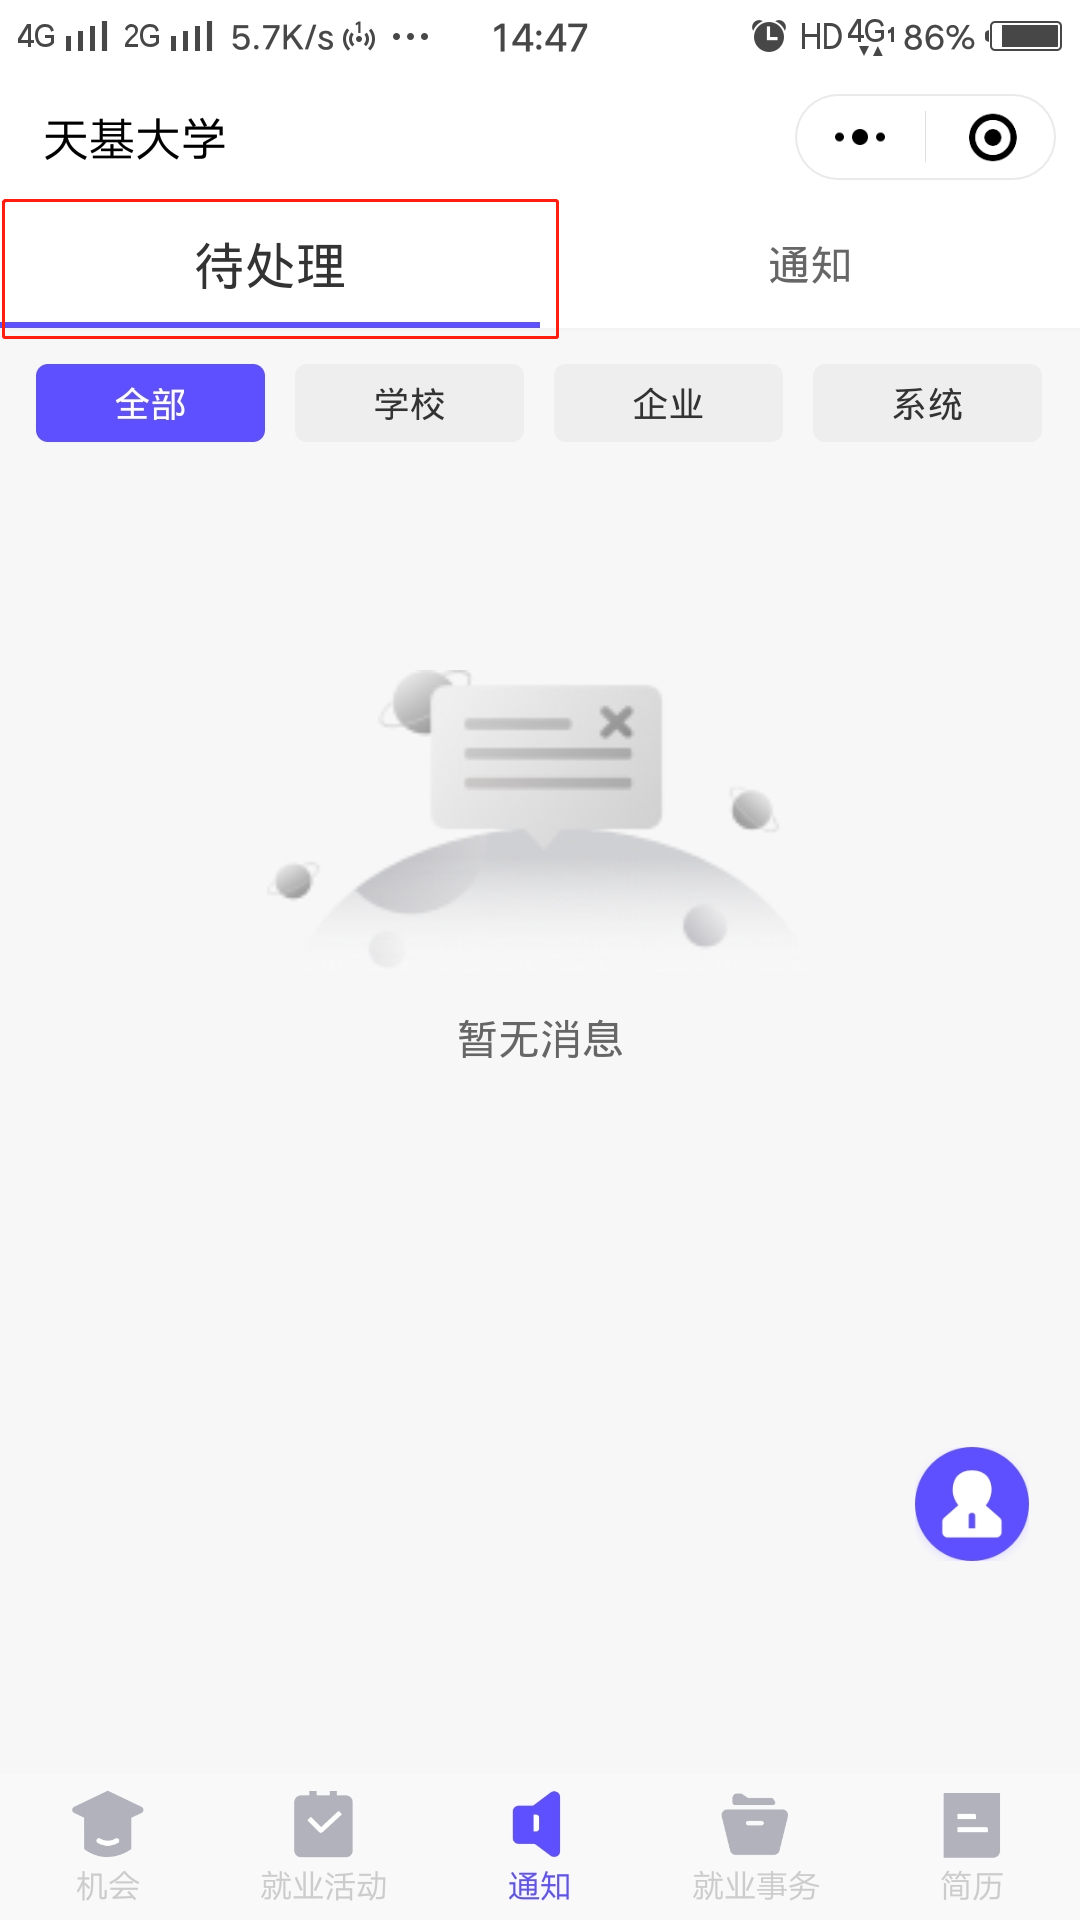 4G 2G 5.7K/s 14:47 HD 4G1 86%
天基大学
待处理 通知
全部 学校 企业 系统
暂无消息
机会 就业活动 通知 就业事务 简历